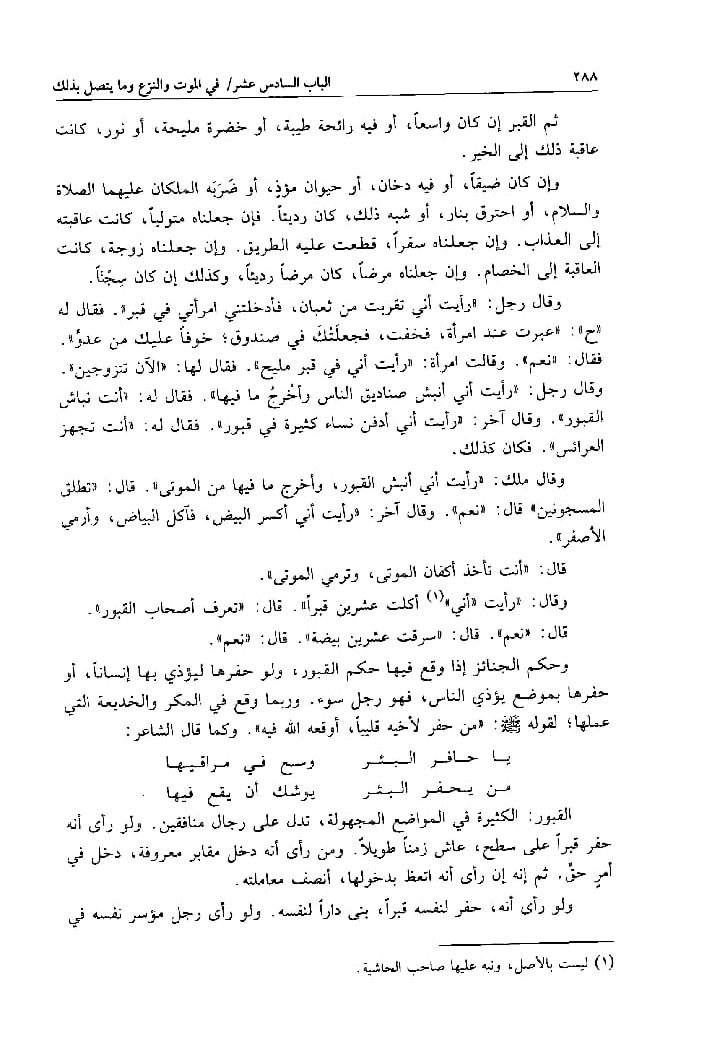 ٢٨٨
الباب السادس عشر/ في الموت والنزع وما يتصل بذلك
ثم القبر إن كان واسعاً، أو فيه رائحة طيبة، أو خضرة مليحة، أو نور، كانت
عاقبة ذلك إلى الخير.
وإن كان ضيقاً، أو فيه دخان، أو حيوان مؤذٍ، أو ضَرَبَه الملكان عليهما الصلاة
والسلام، أو احترق بنار، أو شبه ذلك، كان رديئاً. فإن جعلناه متولياً، كانت عاقبته
إلى العذاب. وإن جعلناه سفراً، قطعت عليه الطريق. وإن جعلناه زوجة، كانت
العاقبة إلى الخصام. وإن جعلناه مرضاً، كان مرضاً رديئاً، وكذلك إن كان سِجْنَاً.
وقال رجل: «رأيت أني تقربت من ثعبان، فأدخلتني امرأتي في قبر». فقال له
«ح»: «عبرت عند امرأة، فخفت، فجعلَتْكَ في صندوق؛ خوفاً عليك من عدوٌ».
فقال: «نعم». وقالت امرأة: «رأيت أني في قبر مليح». فقال لها: «الآن تتزوجين».
وقال رجل: «رأيت أني أنبش صناديق الناس وأخْرِجُ ما فيها». فقال له: «أنت نباش
القبور». وقال آخر: «رأيت أني أدفن نساء كثيرة في قبور». فقال له: «أنت تجهز
العرائس». فكان كذلك.
وقال ملك: «رأيت أني أنبش القبور، وأخرج ما فيها من الموتى». قال: «تطلق
المسجونين» قال: «نعم». وقال آخر: «رأيت أني أكسر البيض، فآكل البياض، وأرمي
الأصفر».
قال: «أنت تأخذ أكفان الموتى، وترمي الموتى».
وقال: «رأيت «أني»(١) أكلت عشرين قبراً». قال: «تعرف أصحاب القبور».
قال: «نعم». قال: «سرقت عشرين بيضة». قال: «نعم».
وحكم الجنائز إذا وقع فيها حكم القبور، ولو حفرها ليؤذي بها إنساناً، أو
حفرها بموضع يؤذي الناس، فهو رجل سوء. وربما وقع في المكر والخديعة التي
عملها؛ لقوله ﷺ: «من حفر لأخيه قليباً، أوقعه الله فيه». وكما قال الشاعر:
يـا حـافـر الـبـئـر وسـع فـي مراقـيـهـا
مـن يـحـفـر الـبـئـر يـوشـك أن يـقـع فـيـهـا .
القبور: الكثيرة في المواضع المجهولة، تدل على رجال منافقين. ولو رأى أنه
حفر قبراً على سطح، عاش زمناً طويلاً. ومن رأى أنه دخل مقابر معروفة، دخل في
أمرٍ حقٌ. ثم إنه إن رأى أنه اتعظ بدخولها، أنصف معاملته.
ولو رأى أنه، حفر لنفسه قبراً، بنى داراً لنفسه. ولو رأى رجل مؤسر نفسه في
(١) ليست بالأصل، ونبه عليها صاحب الحاشية.